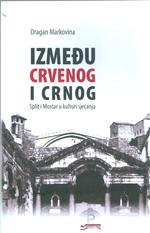 Dragan Markovina
IZMEĐU
CRVENOG
I CRNOG
Split i Mostar u kulturi sjećanja